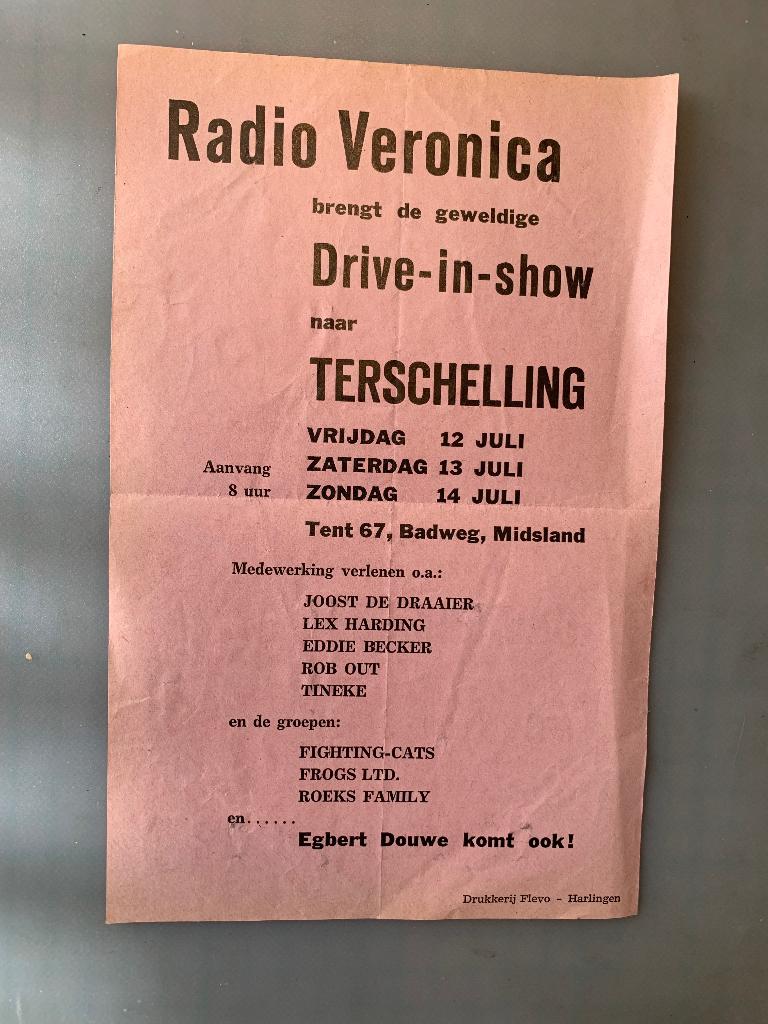 Radio Veronica
brengt de geweldige
Drive-in-show
naar
TERSCHELLING
VRIJDAG 12 JULI
Aanvang ZATERDAG 13 JULI
8 uur ZONDAG 14 JULI
Tent 67, Badweg, Midsland
Medewerking verlenen o.a.:
JOOST DE DRAAIER
LEX HARDING
EDDIE BECKER
ROB OUT
TINEKE
en de groepen:
FIGHTING-CATS
FROGS LTD.
ROEKS FAMILY
en......
Egbert Douwe komt ook!
Drukkerij Flevo - Harlingen